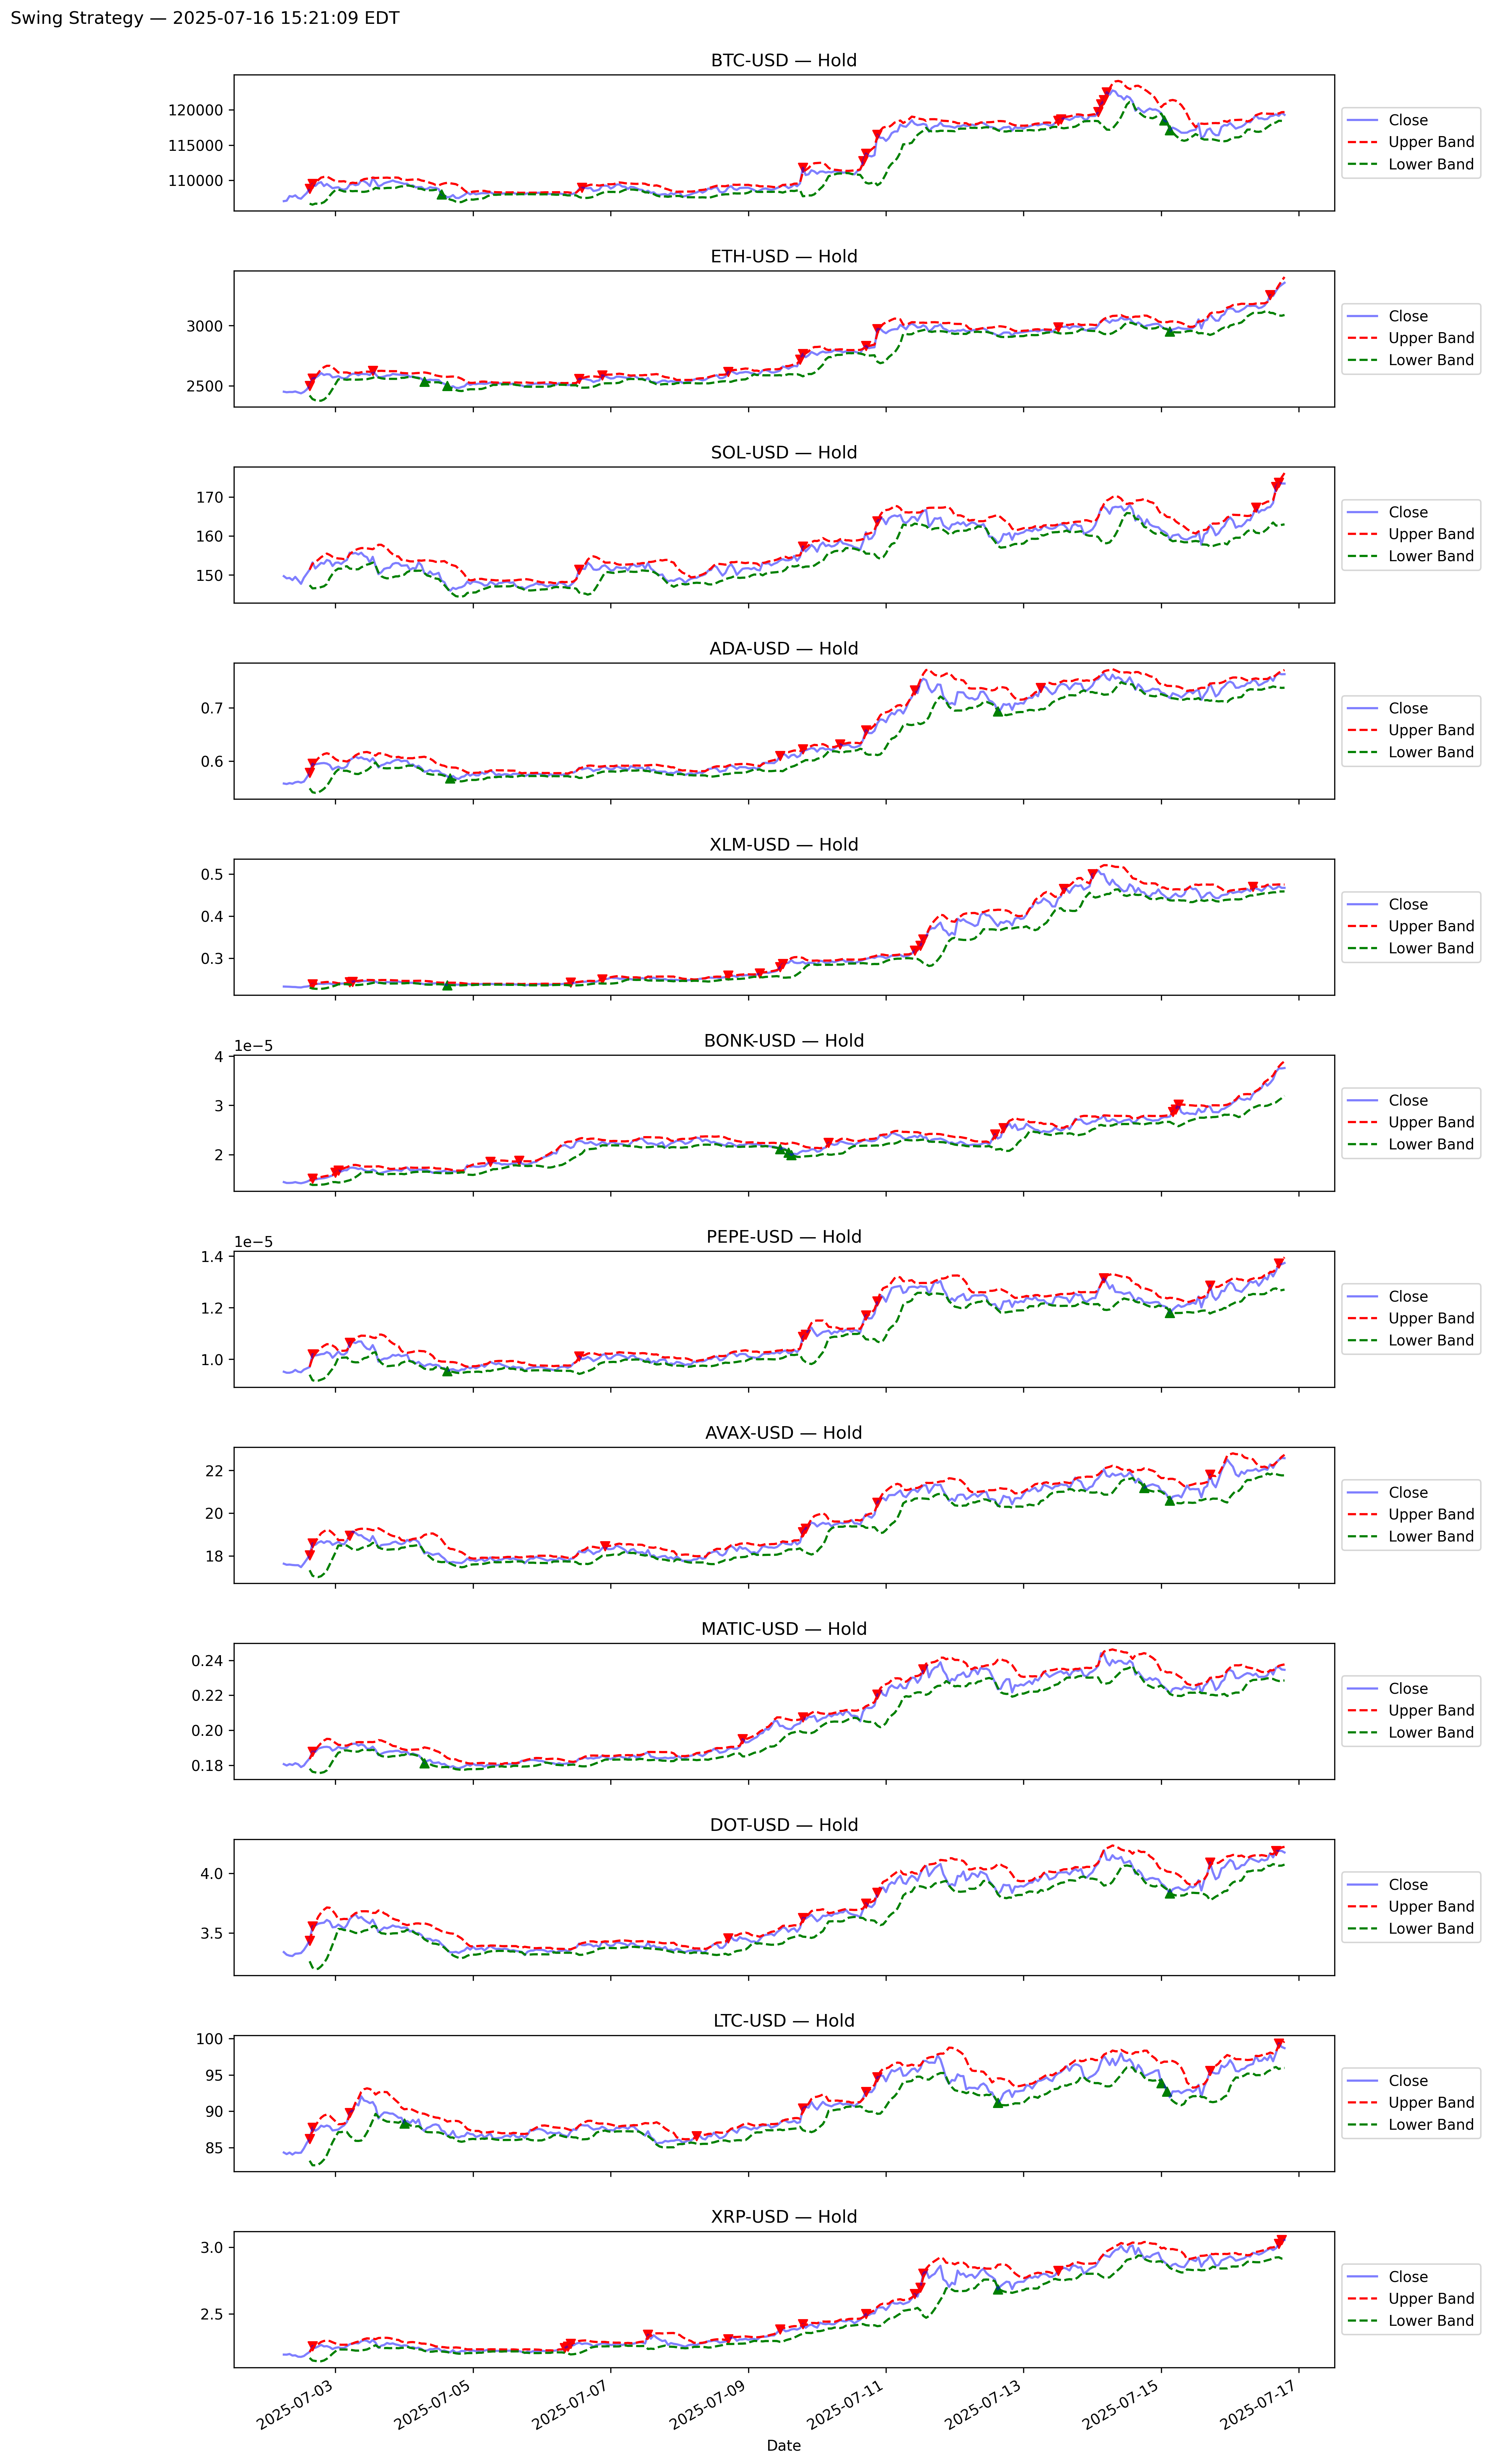 Swing Strategy — 2025-07-16 15:21:09 EDT
BTC-USD — Hold
120000
115000
110000
Close
Upper Band
Lower Band
ETH-USD — Hold
3000
2500
Close
Upper Band
Lower Band
SOL-USD — Hold
170
160
150
Close
Upper Band
Lower Band
ADA-USD — Hold
0.7
0.6
Close
Upper Band
Lower Band
XLM-USD — Hold
0.5
0.4
0.3
Close
Upper Band
Lower Band
BONK-USD — Hold
1e−5
4
3
2
Close
Upper Band
Lower Band
PEPE-USD — Hold
1e−5
1.4
1.2
1.0
Close
Upper Band
Lower Band
AVAX-USD — Hold
22
20
18
Close
Upper Band
Lower Band
MATIC-USD — Hold
0.24
0.22
0.20
0.18
Close
Upper Band
Lower Band
DOT-USD — Hold
4.0
3.5
Close
Upper Band
Lower Band
LTC-USD — Hold
100
95
90
85
Close
Upper Band
Lower Band
XRP-USD — Hold
3.0
2.5
Close
Upper Band
Lower Band
2025-07-03
2025-07-05
2025-07-07
2025-07-09
2025-07-11
2025-07-13
2025-07-15
2025-07-17
Date